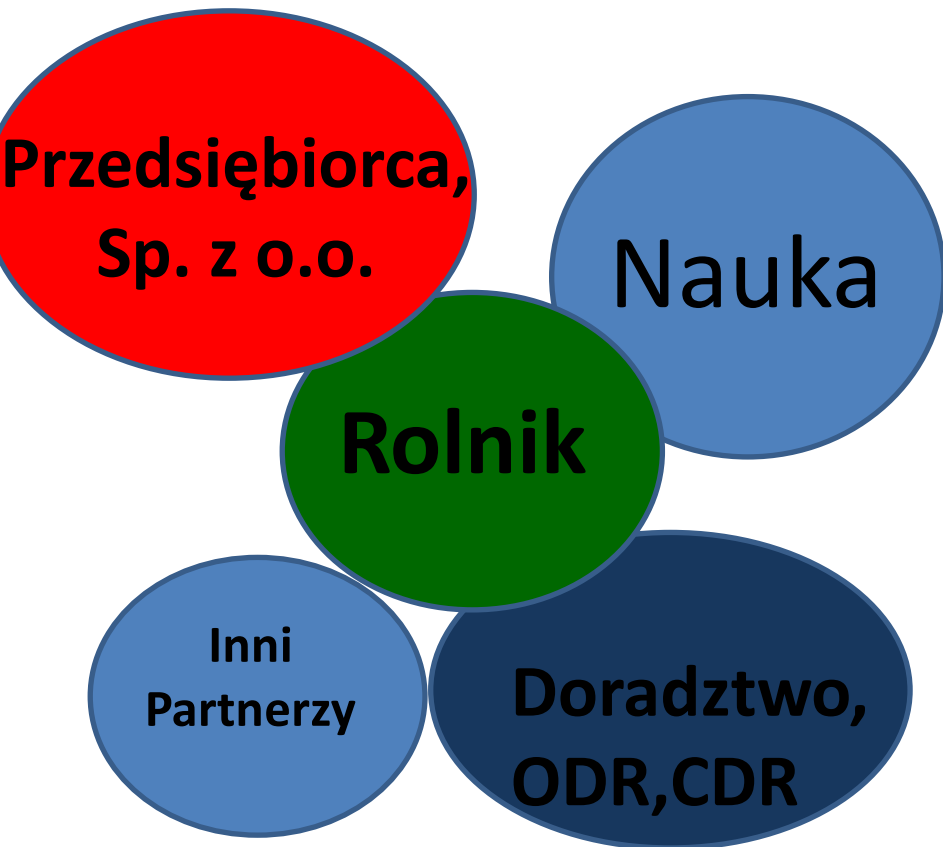 Przedsiębiorca,
Sp. z o.o.
Nauka
Rolnik
Inni
Partnerzy
Doradztwo,
ODR,CDR